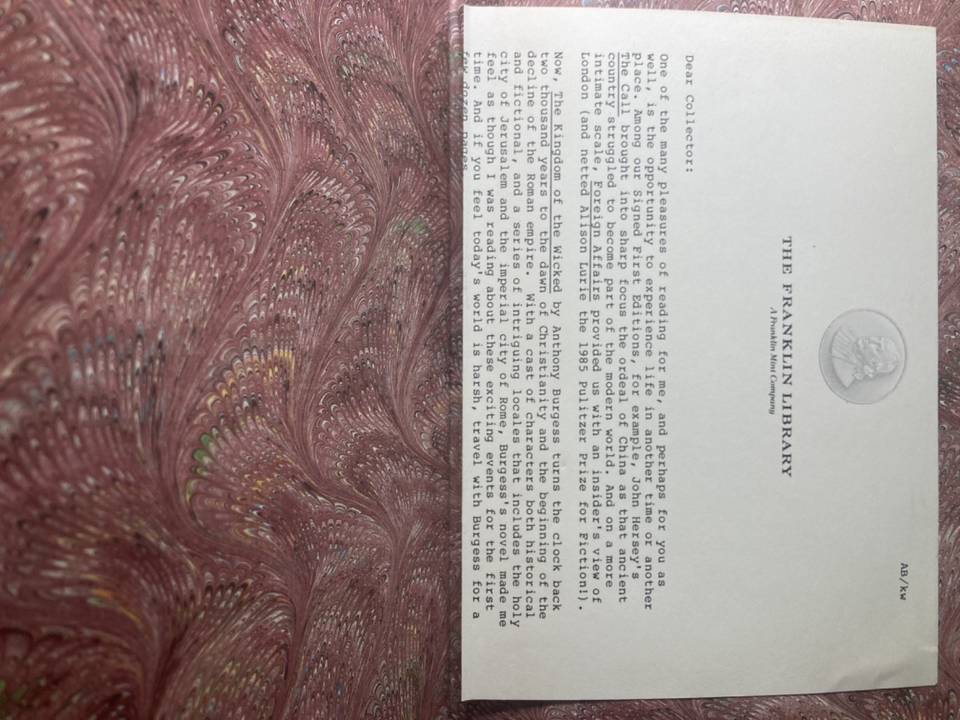 AB/kw
THE FRANKLIN LIBRARY
A Franklin Mint Company
Dear Collector:
One of the many pleasures of reading for me, and perhaps for you as
well, is the opportunity to experience life in another time or another
place. Among our Signed First Editions, for example, John Hersey's
The Call brought into sharp focus the ordeal of China as that ancient
country struggled to become part of the modern world. And on a more
intimate scale, Foreign Affairs provided us with an insider's view of
London (and netted Alison Lurie the 1985 Pulitzer Prize for Fiction!).
Now, The Kingdom of the Wicked by Anthony Burgess turns the clock back
two thousand years to the dawn of Christianity and the beginning of the
decline of the Roman empire. With a cast of characters both historical
and fictional, and a series of intriguing locales that includes the holy
city of Jerusalem and the imperial city of Rome, Burgess's novel made me
feel as though I was reading about these exciting events for the first
time. And if you feel today's world is harsh, travel with Burgess for a
few dozen pages